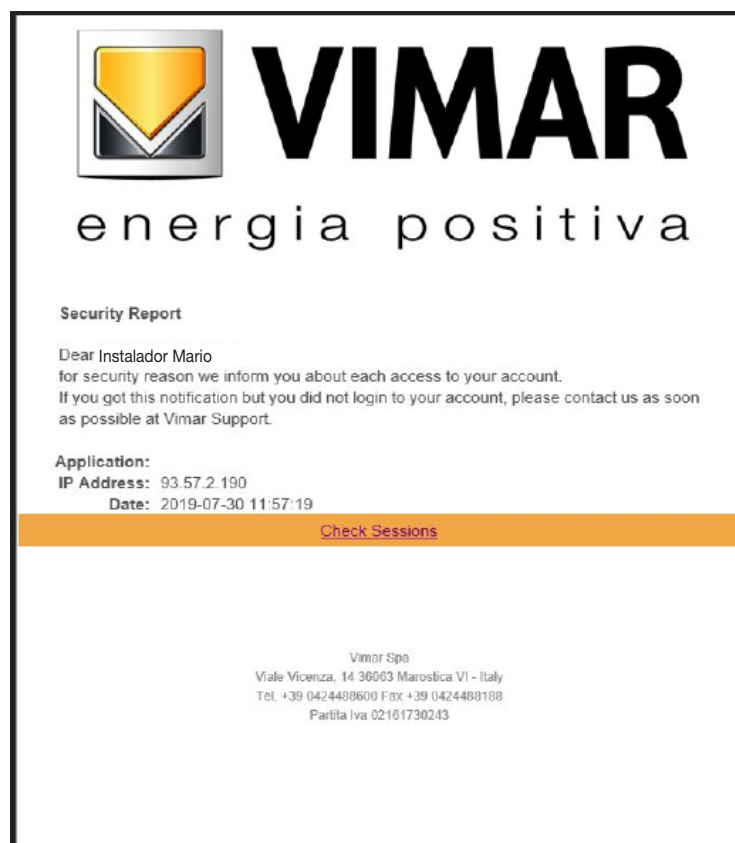 VIMAR
energia positiva
Security Report
Dear Instalador Mario
for security reason we inform you about each access to your account.
If you got this notification but you did not login to your account, please contact us as soon
as possible at Vimar Support.
Application:
IP Address: 93.57.2.190
Date: 2019-07-30 11:57:19
Check Sessions
Vimar Spa
Viale Vicenza, 14 36063 Marostica VI - Italy
Tel. +39 0424488600 Fax +39 0424488188
Partita Iva 02161730243